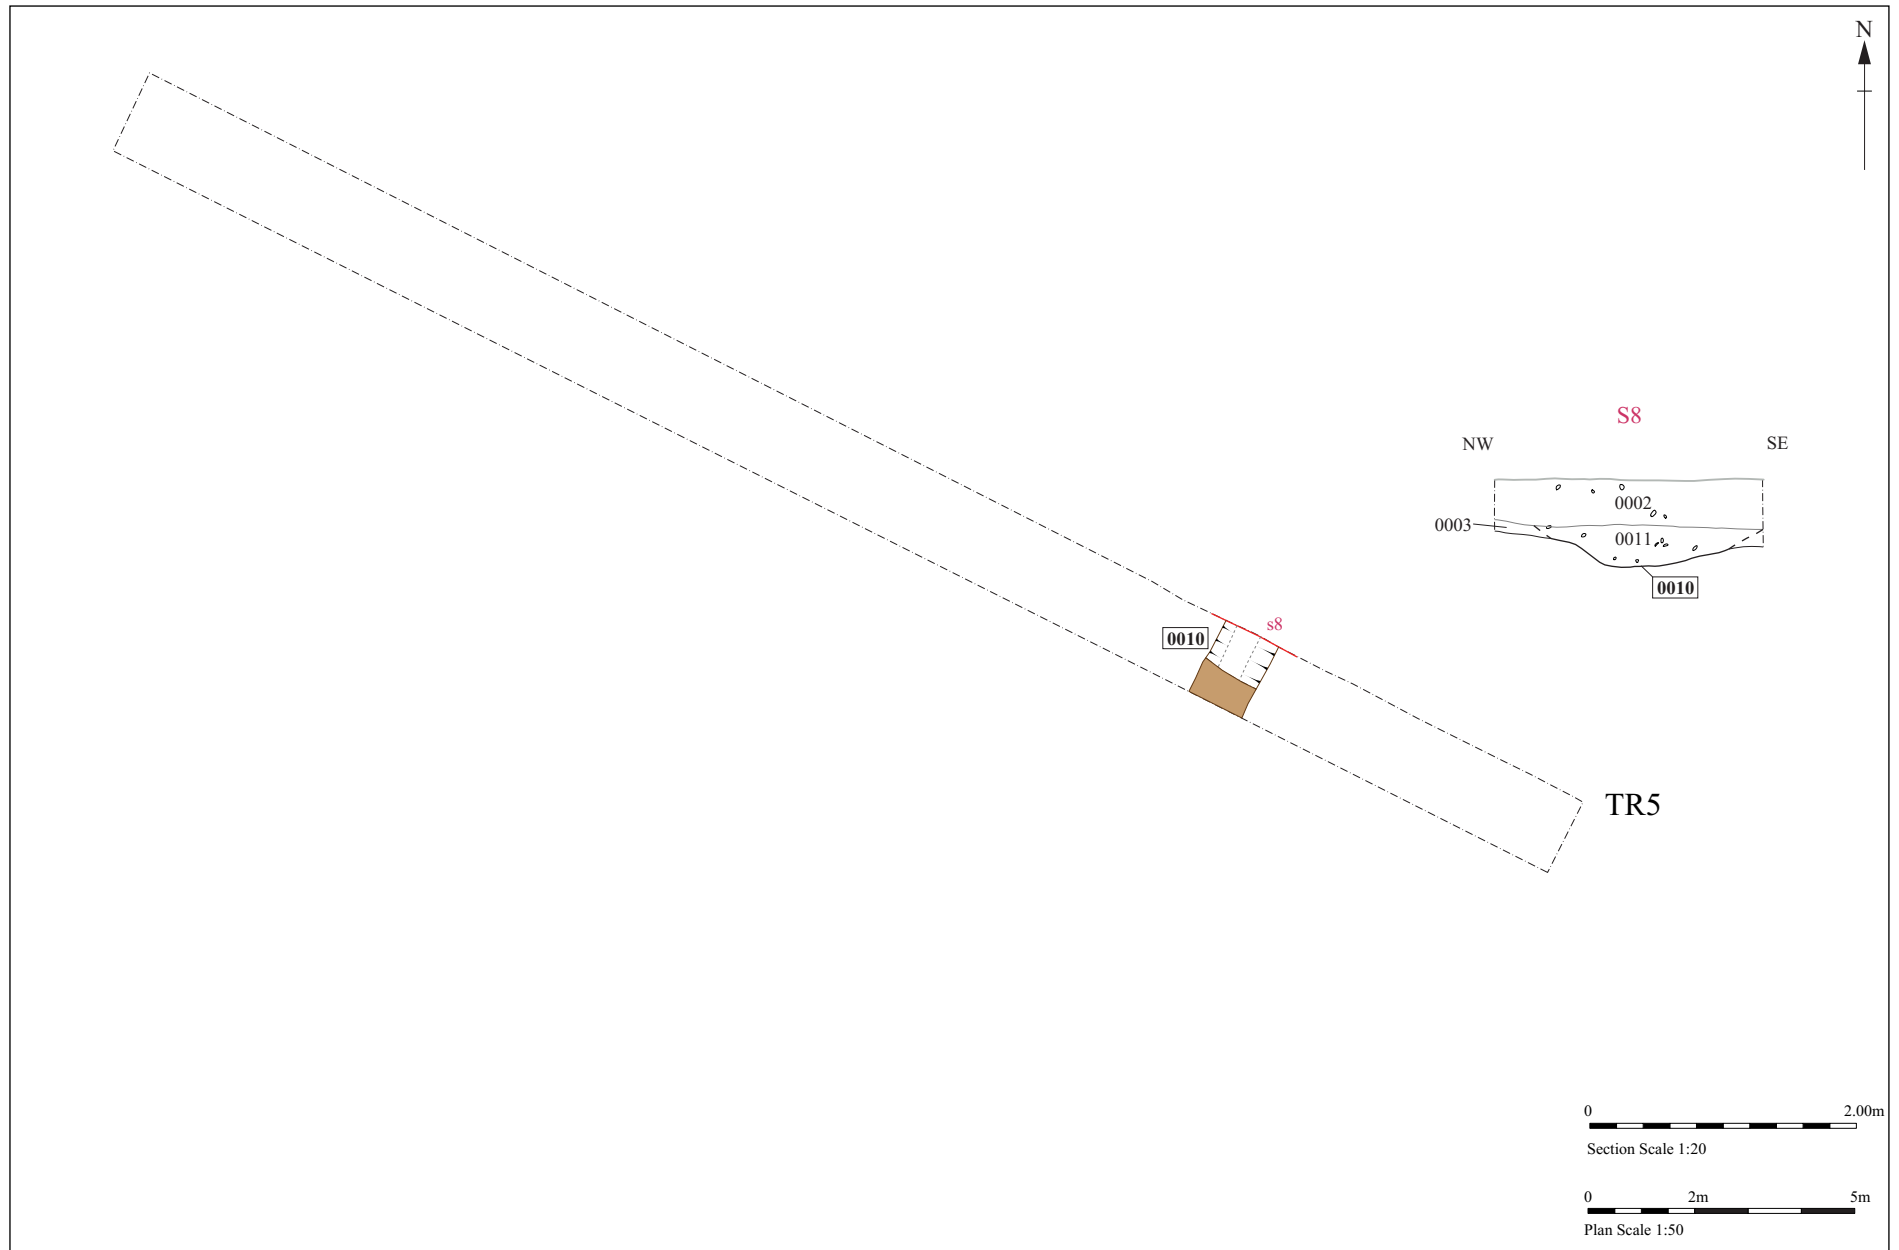 N
S8
NW SE
0002
0003
0011
0010
s8
0010
TR5
0 2.00m
Section Scale 1:20
0 2m 5m
Plan Scale 1:50